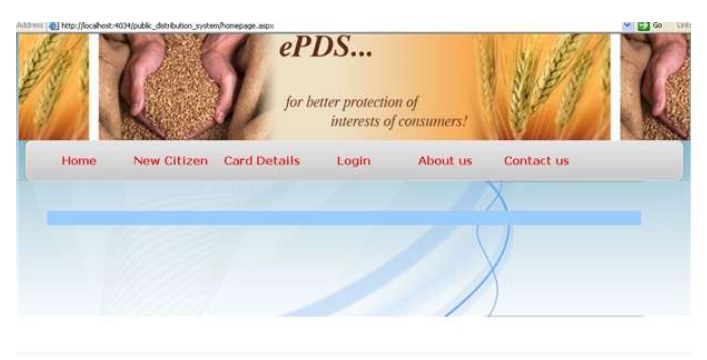 Address http://localhost:4034/public_distribution_system/homepage.aspx Go Links
ePDS...
for better protection of
interests of consumers!
Home New Citizen Card Details Login About us Contact us